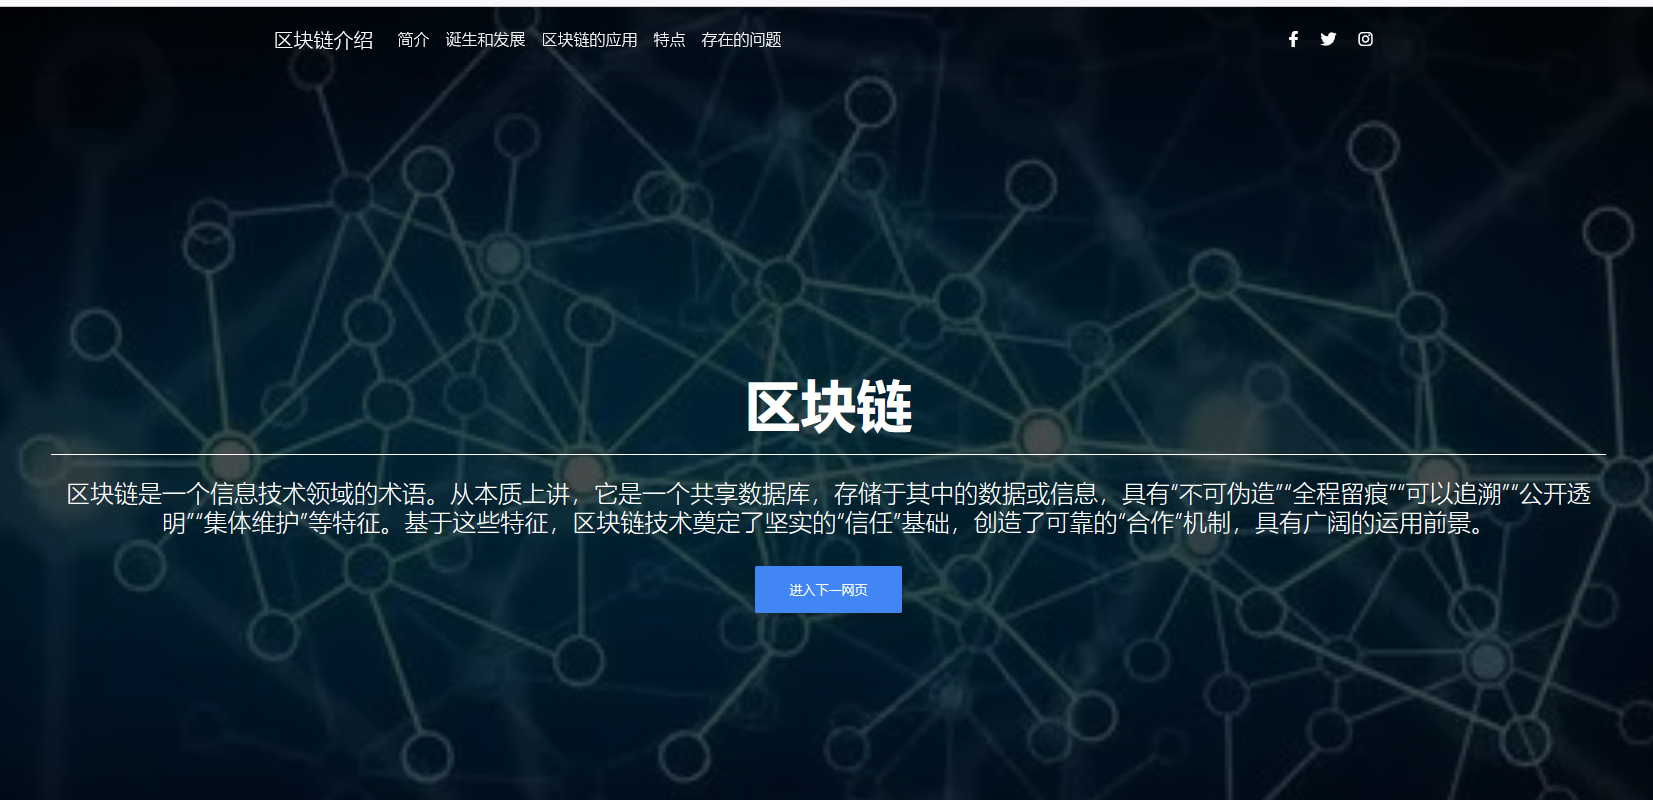 区块链介绍 简介 诞生和发展 区块链的应用 特点 存在的问题
区块链
区块链是一个信息技术领域的术语。从本质上讲，它是一个共享数据库，存储于其中的数据或信息，具有“不可伪造”“全程留痕”“可以追溯”“公开透
明”“集体维护”等特征。基于这些特征，区块链技术奠定了坚实的“信任”基础，创造了可靠的“合作”机制，具有广阔的运用前景。
进入下一网页